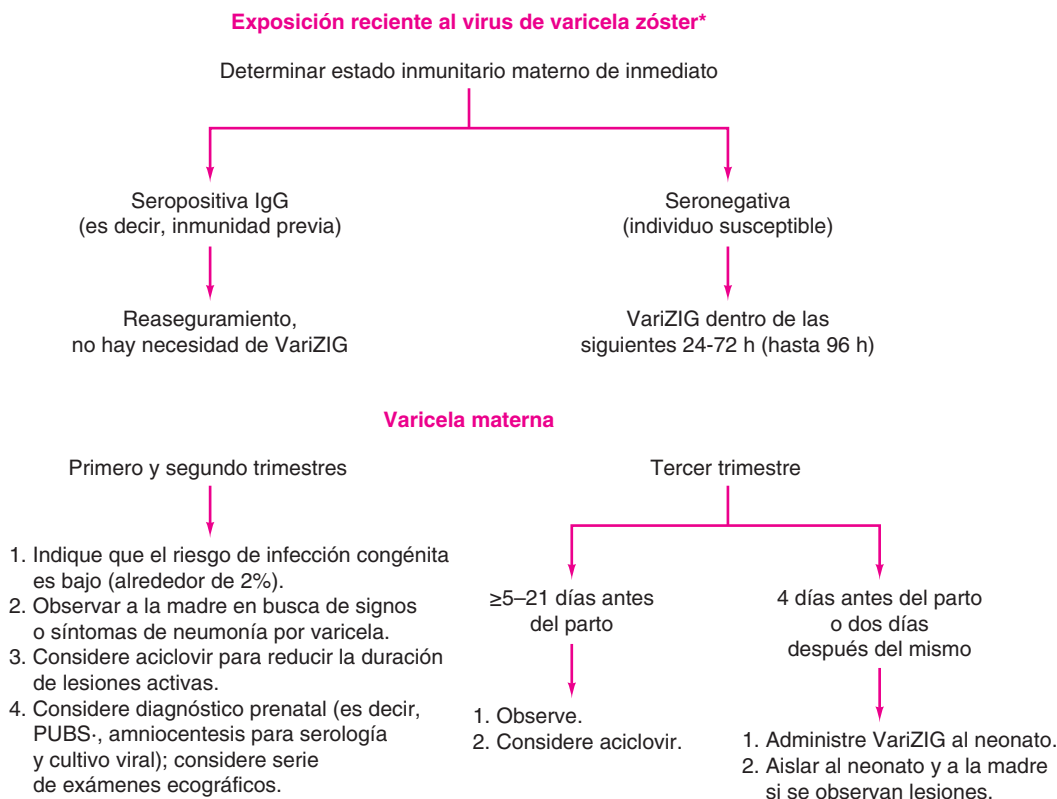 Exposición reciente al virus de varicela zóster*
Determinar estado inmunitario materno de inmediato
Seropositiva IgG
(es decir, inmunidad previa)
Seronegativa
(individuo susceptible)
Reaseguramiento,
no hay necesidad de VariZIG
VariZIG dentro de las
siguientes 24-72 h (hasta 96 h)
Varicela materna
Primero y segundo trimestres
Tercer trimestre
1. Indique que el riesgo de infección congénita
es bajo (alrededor de 2%).
2. Observar a la madre en busca de signos
o síntomas de neumonía por varicela.
3. Considere aciclovir para reducir la duración
de lesiones activas.
4. Considere diagnóstico prenatal (es decir,
PUBS·, amniocentesis para serología
y cultivo viral); considere serie
de exámenes ecográficos.
≥5–21 días antes
del parto
1. Observe.
2. Considere aciclovir.
4 días antes del parto
o dos días
después del mismo
1. Administre VariZIG al neonato.
2. Aislar al neonato y a la madre
si se observan lesiones.